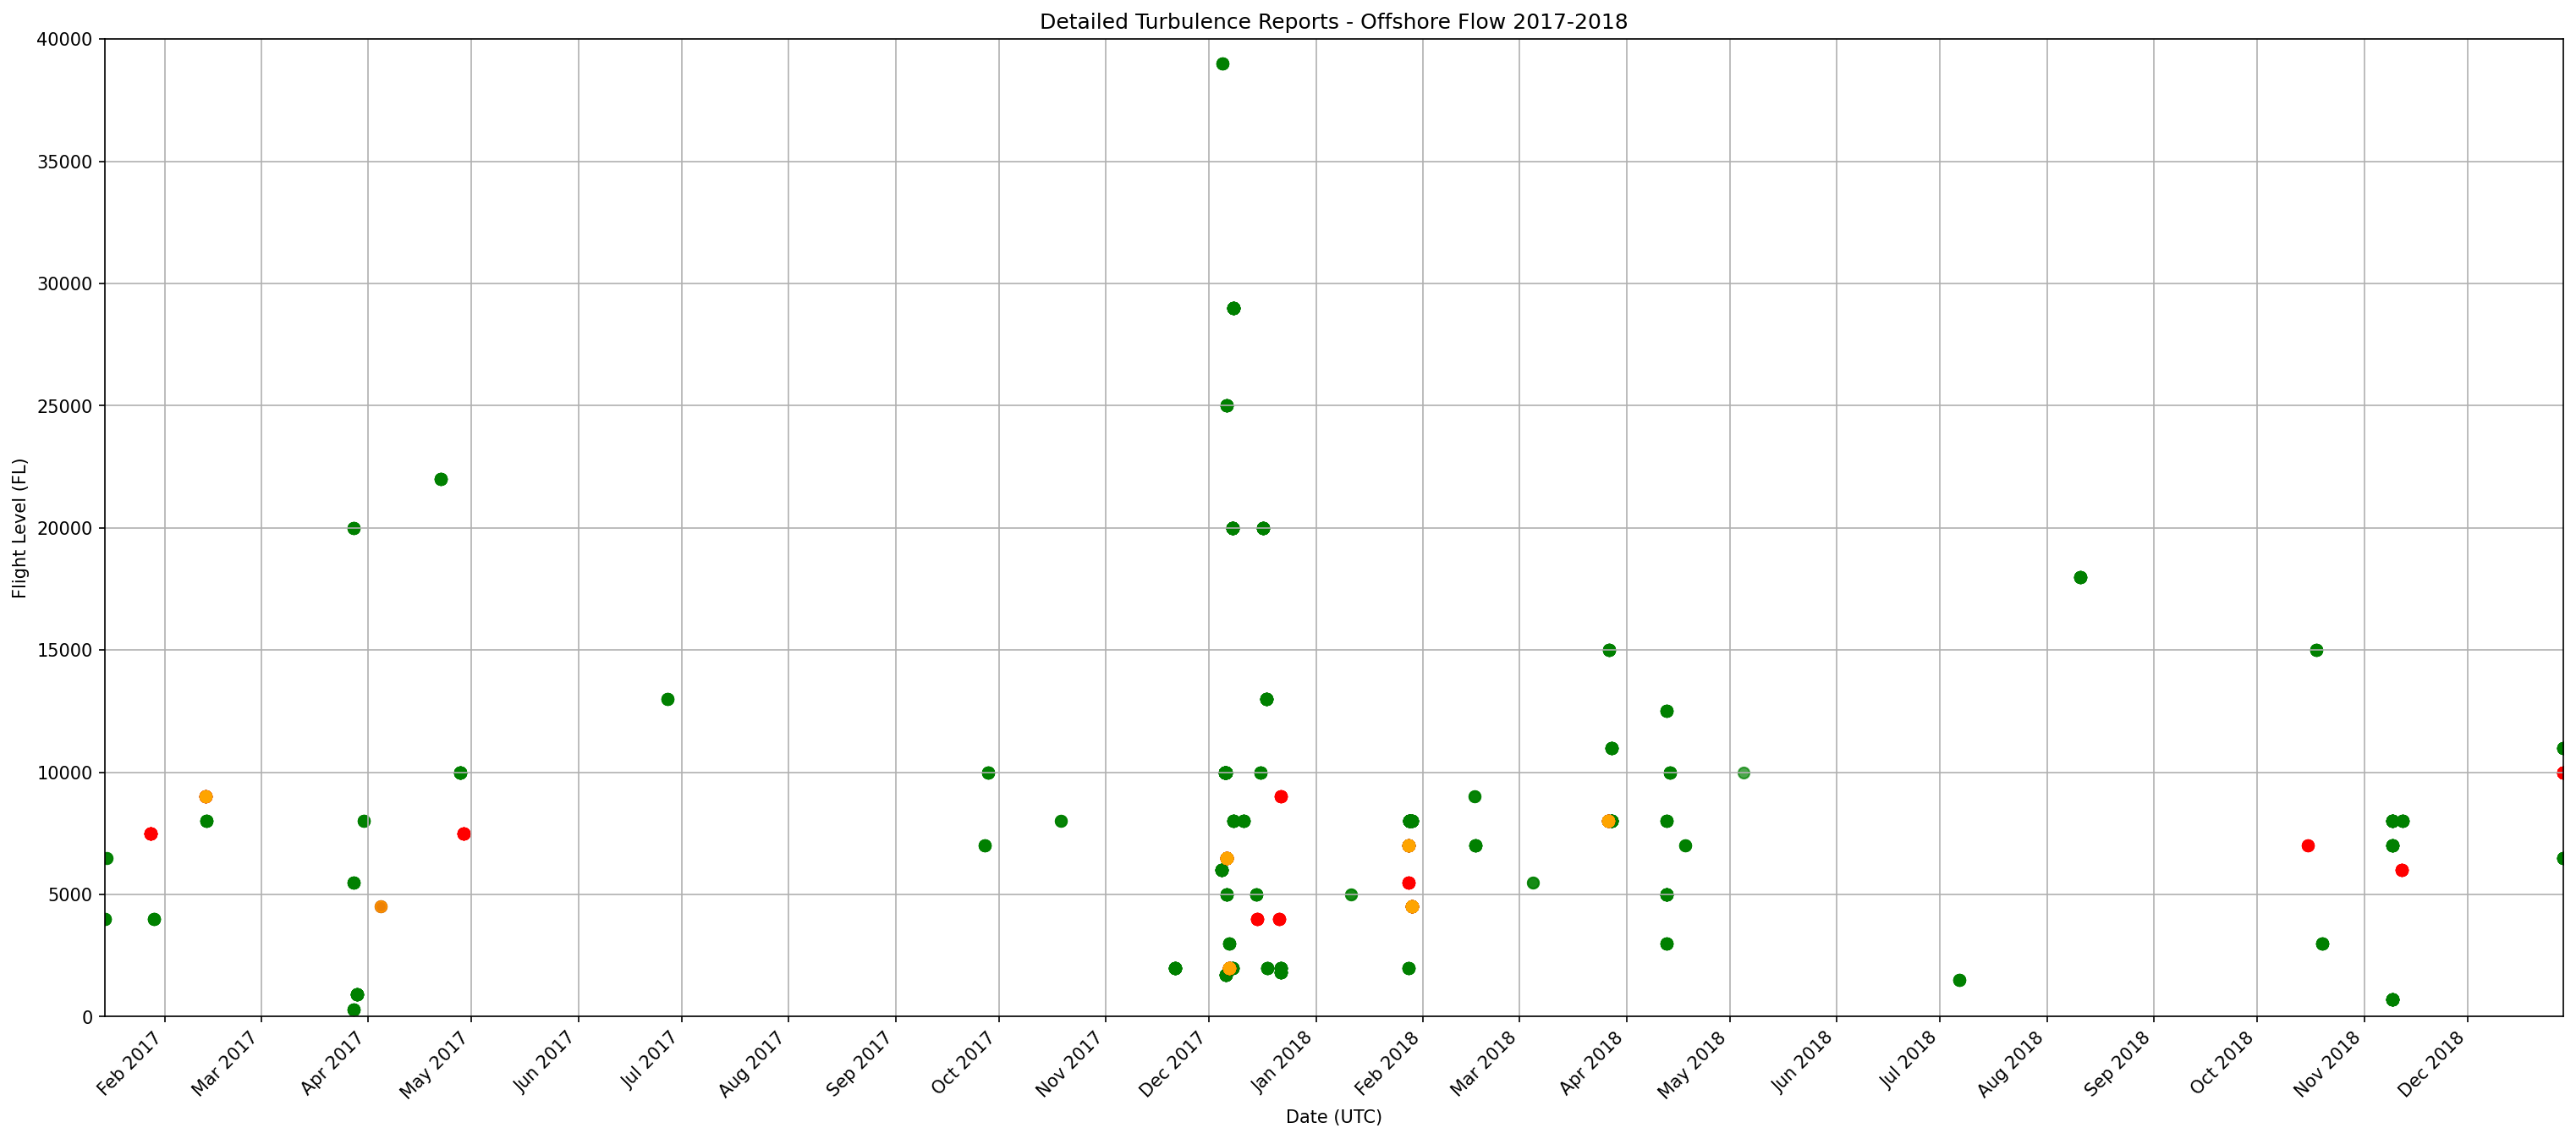 Detailed Turbulence Reports - Offshore Flow 2017-2018
40000
35000
30000
25000
20000
15000
10000
5000
0
Flight Level (FL)
Feb 2017
Mar 2017
Apr 2017
May 2017
Jun 2017
Jul 2017
Aug 2017
Sep 2017
Oct 2017
Nov 2017
Dec 2017
Jan 2018
Feb 2018
Mar 2018
Apr 2018
May 2018
Jun 2018
Jul 2018
Aug 2018
Sep 2018
Oct 2018
Nov 2018
Dec 2018
Date (UTC)